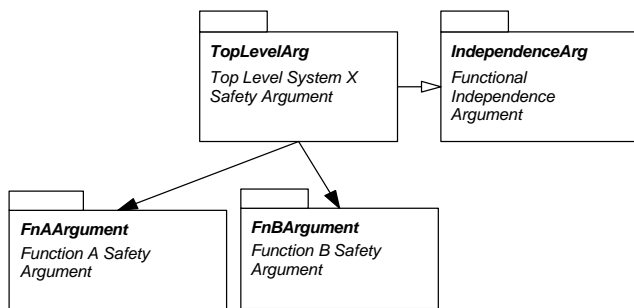 TopLevelArg
Top Level System X
Safety Argument
IndependenceArg
Functional
Independence
Argument
FnAArgument
Function A Safety
Argument
FnBArgument
Function B Safety
Argument